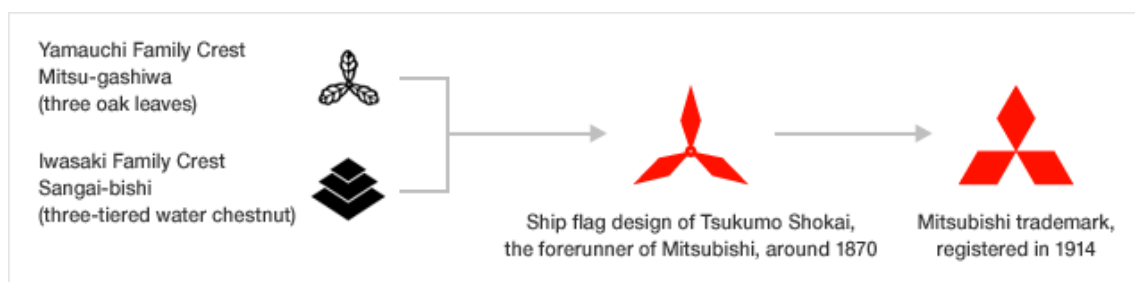 Yamauchi Family Crest
Mitsu-gashiwa
(three oak leaves)
Iwasaki Family Crest
Sangai-bishi
(three-tiered water chestnut)
Ship flag design of Tsukumo Shokai,
the forerunner of Mitsubishi, around 1870
Mitsubishi trademark,
registered in 1914